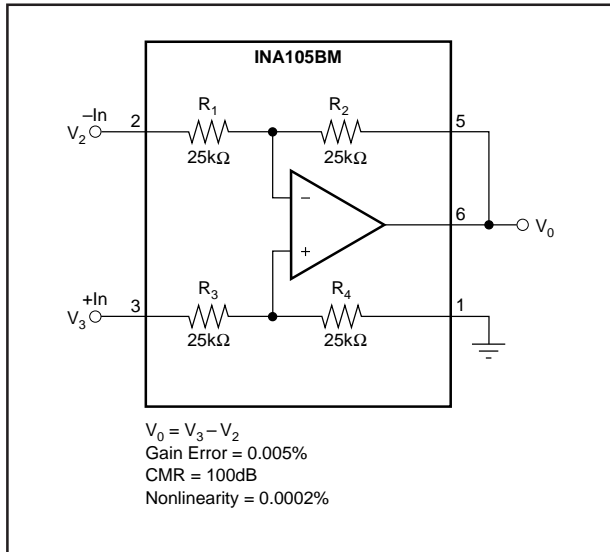 INA105BM
–In
V2
2
R1
25kΩ
R2
25kΩ
5
–
+
6
V0
+In
V3
3
R3
25kΩ
R4
25kΩ
1
V0 = V3 – V2
Gain Error = 0.005%
CMR = 100dB
Nonlinearity = 0.0002%